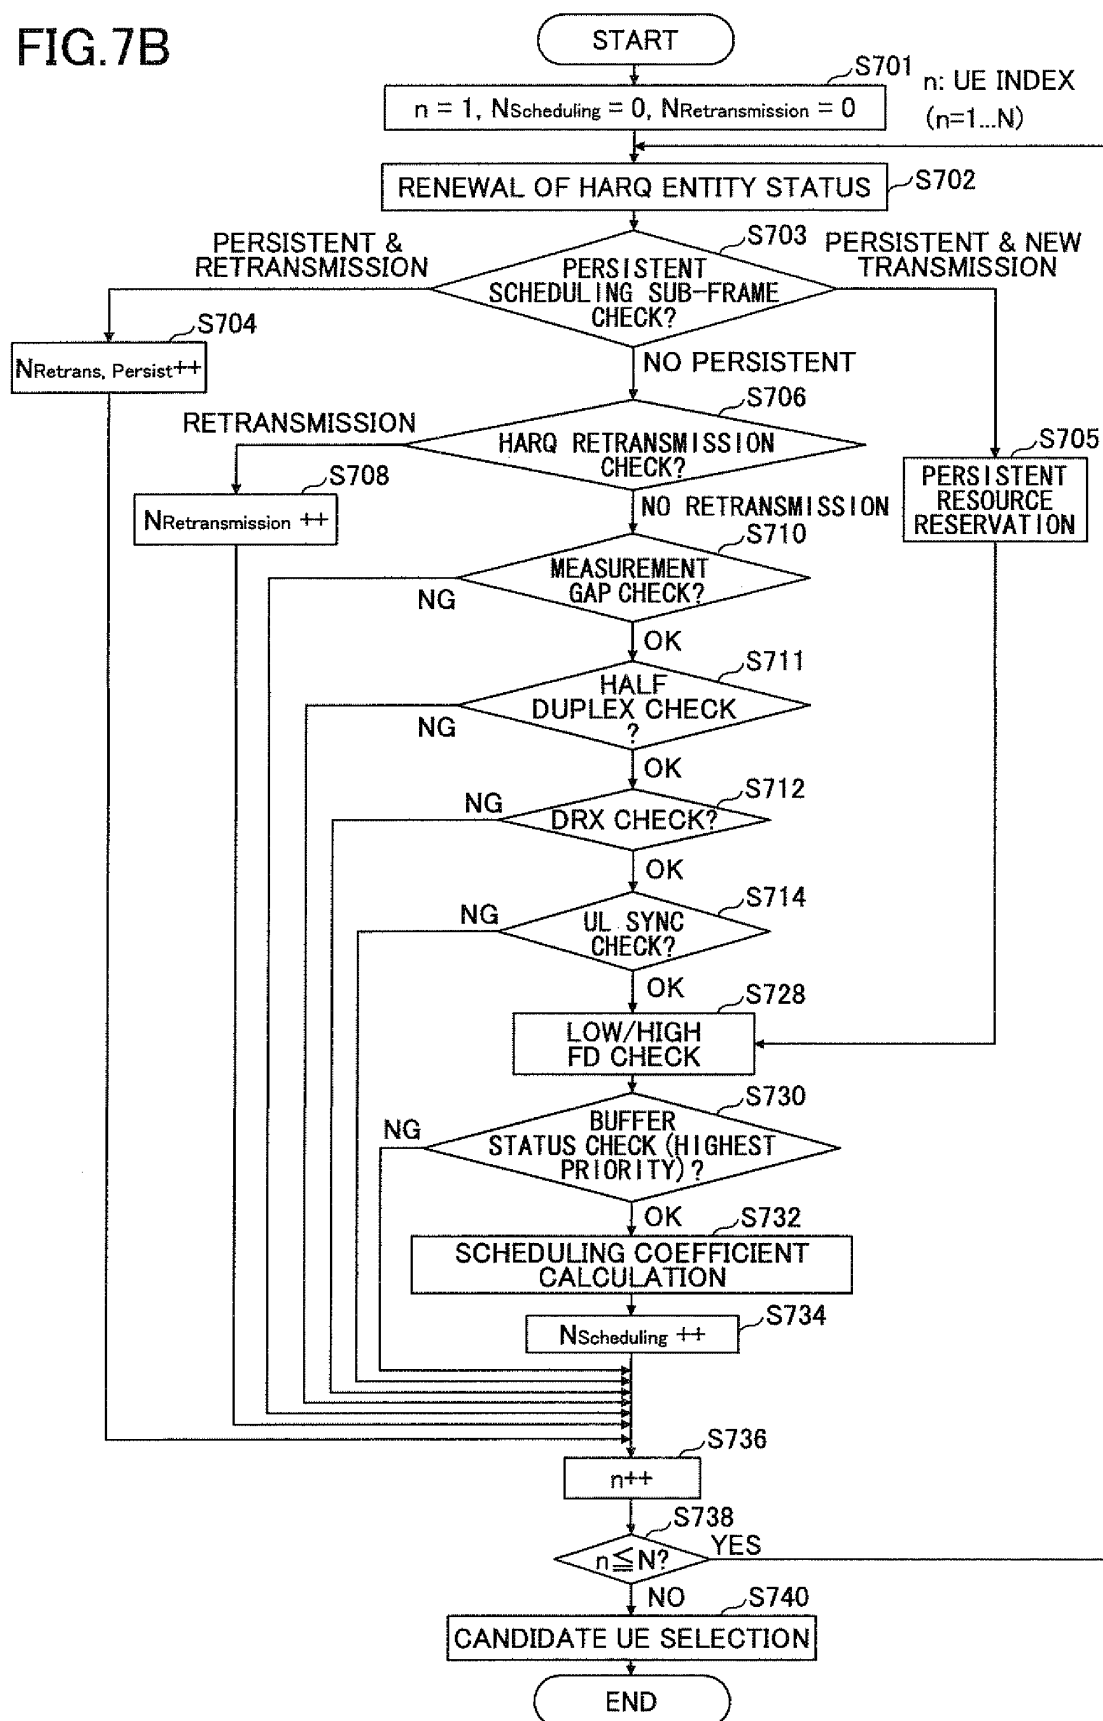 FIG.7B
START
S701
n = 1, NScheduling = 0, NRetransmission = 0
n: UE INDEX
(n=1...N)
RENEWAL OF HARQ ENTITY STATUS
S702
S703
PERSISTENT &
RETRANSMISSION
PERSISTENT
SCHEDULING SUB-FRAME
CHECK?
PERSISTENT & NEW
TRANSMISSION
S704
NRetrans, Persist++
NO PERSISTENT
S706
RETRANSMISSION
HARQ RETRANSMISSION
CHECK?
S705
PERSISTENT
RESOURCE
RESERVATION
S708
NRetransmission ++
NO RETRANSMISSION
S710
MEASUREMENT
GAP CHECK?
NG
OK
S711
HALF
DUPLEX CHECK
?
NG
OK
S712
NG
DRX CHECK?
OK
S714
NG
UL SYNC
CHECK?
OK
S728
LOW/HIGH
FD CHECK
S730
NG
BUFFER
STATUS CHECK (HIGHEST
PRIORITY)?
OK
S732
SCHEDULING COEFFICIENT
CALCULATION
S734
NScheduling ++
S736
n++
S738
n≦N?
YES
NO
S740
CANDIDATE UE SELECTION
END